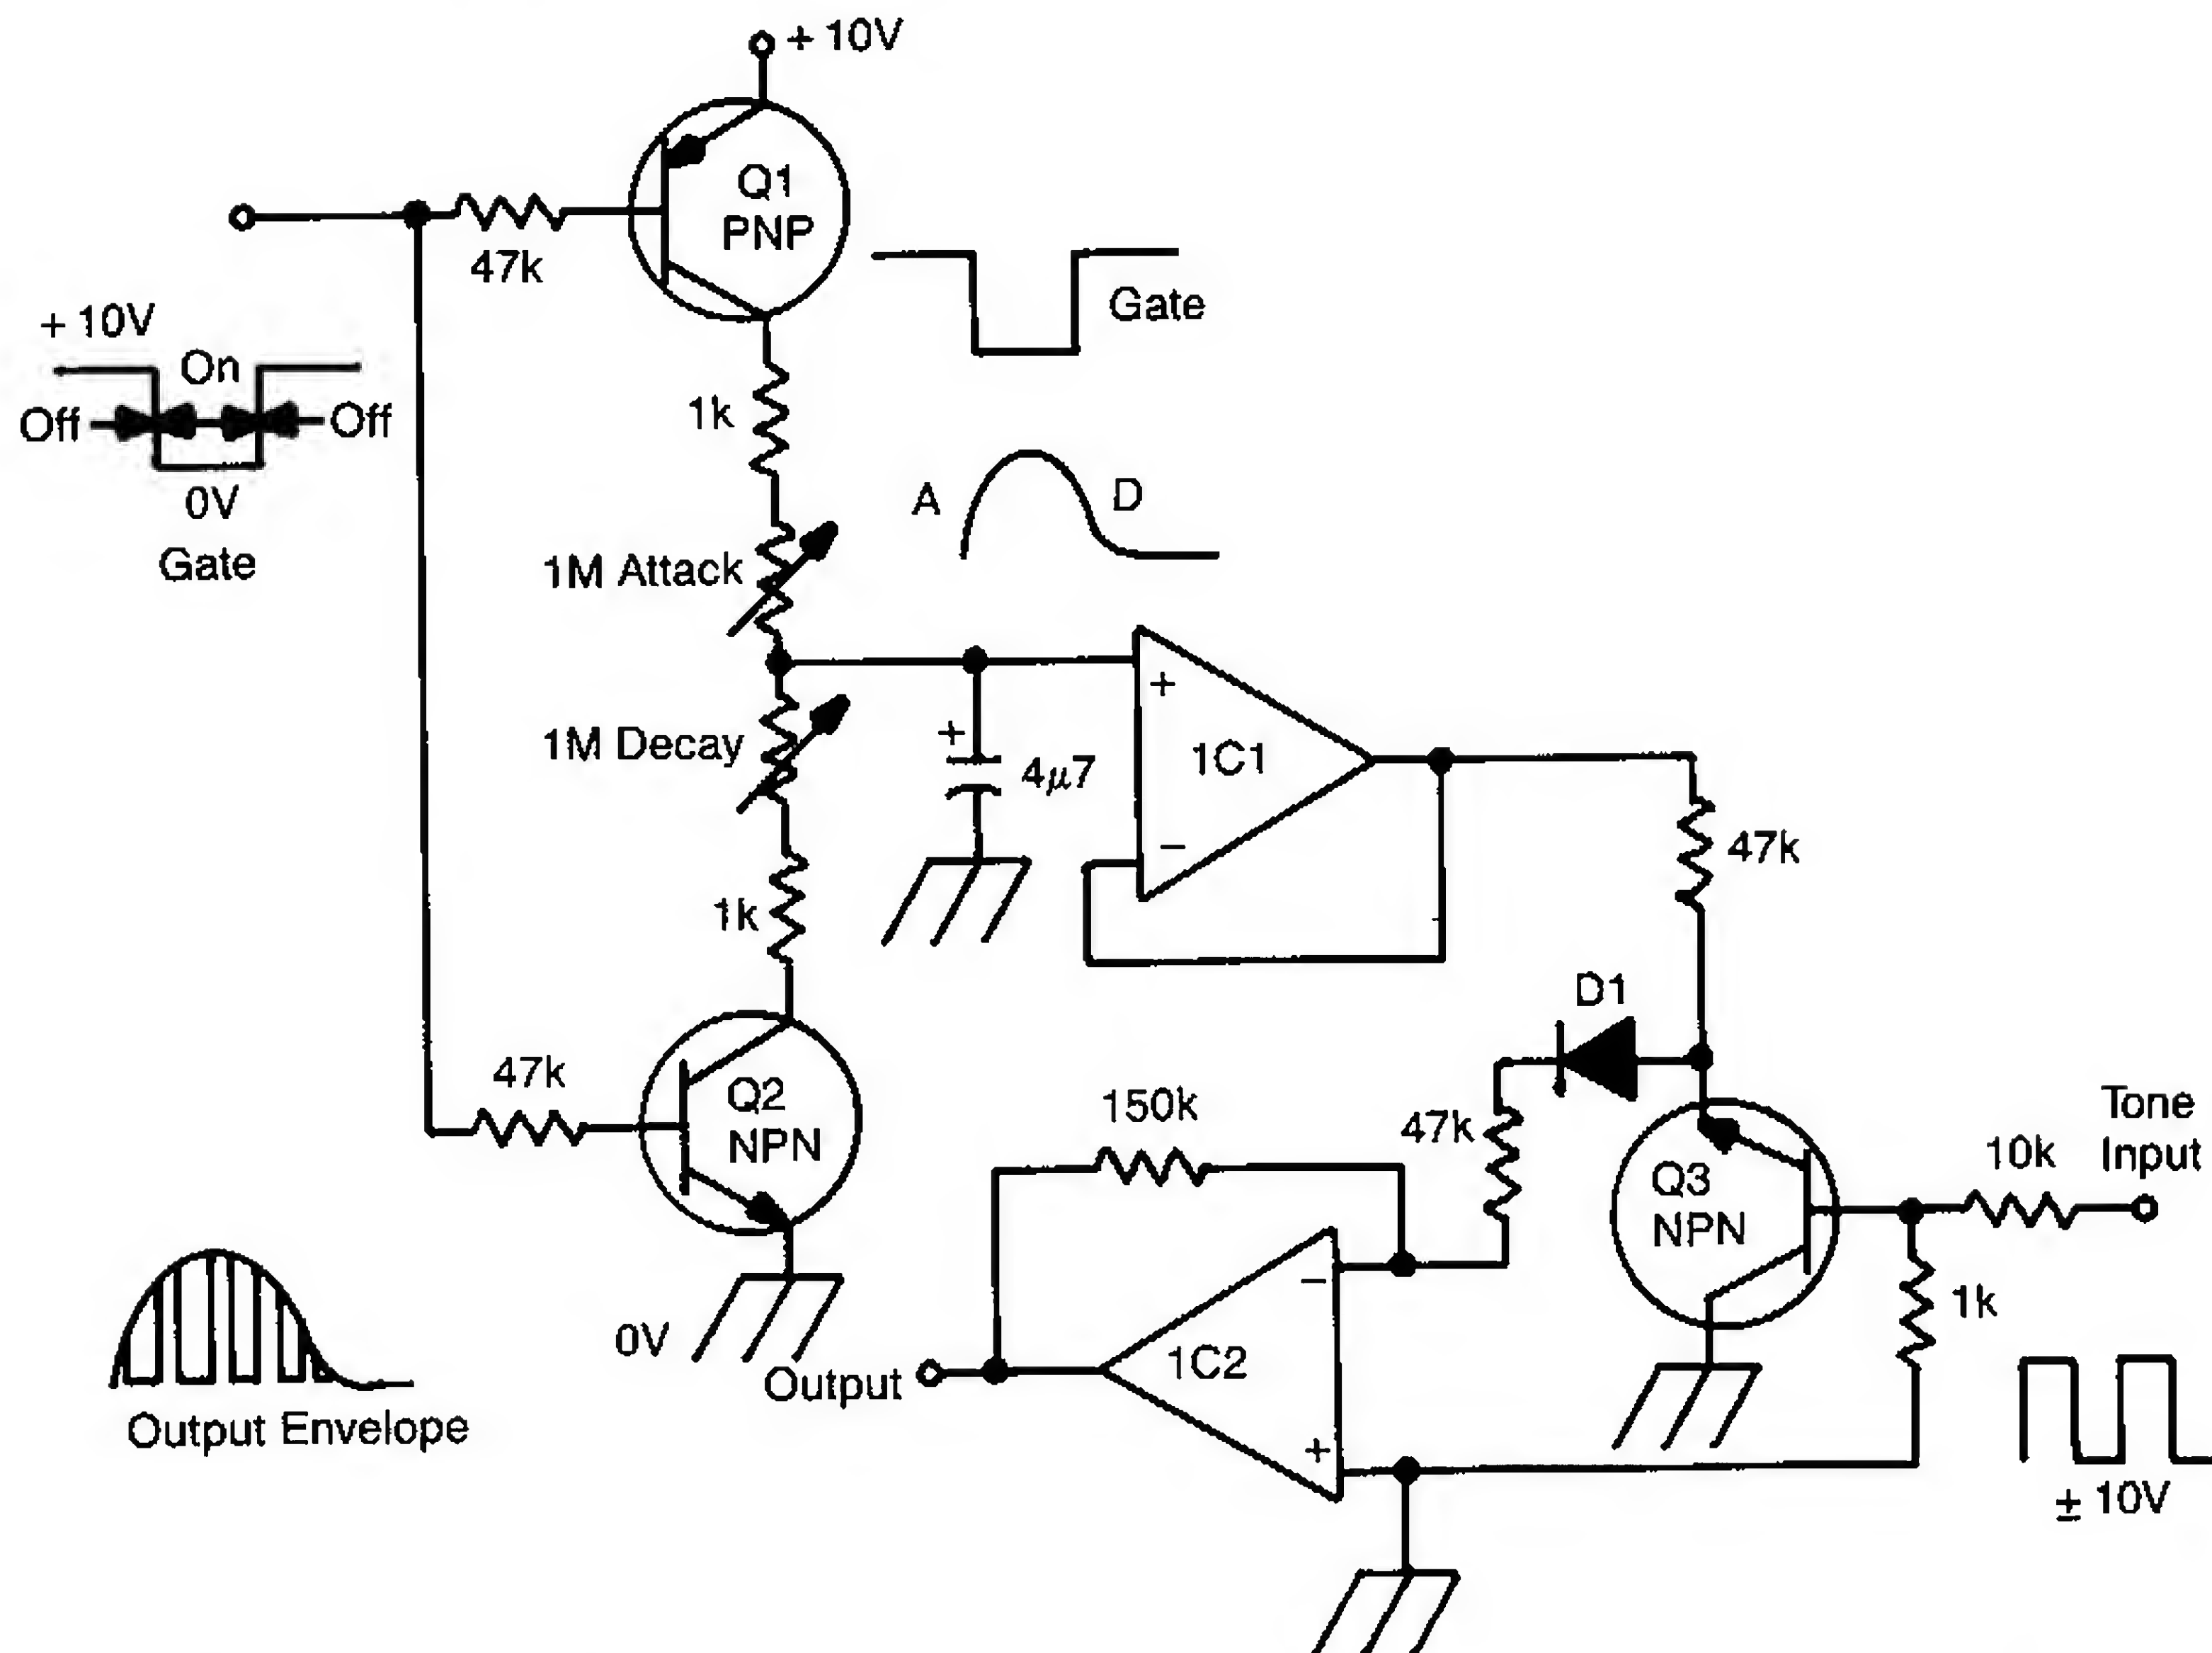 + 10V
Q1
PNP
47k
Gate
+ 10V
On
Off
Off
0V
Gate
1k
A
D
1M Attack
+
1M Decay
+
4µ7
1C1
−
47k
1k
D1
47k
Q2
NPN
150k
47k
Tone
Input
10k
Q3
NPN
−
1k
0V
Output
1C2
+
Output Envelope
± 10V